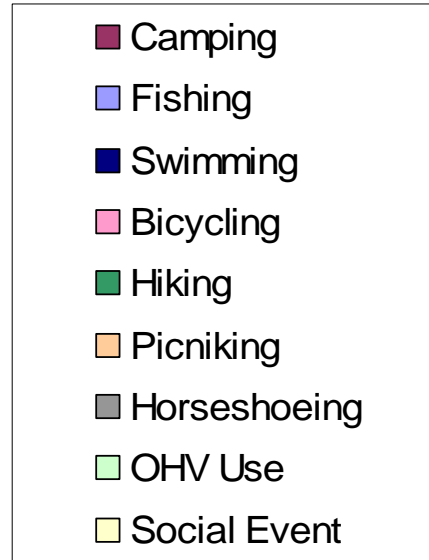 Camping
Fishing
Swimming
Bicycling
Hiking
Picniking
Horseshoeing
OHV Use
Social Event